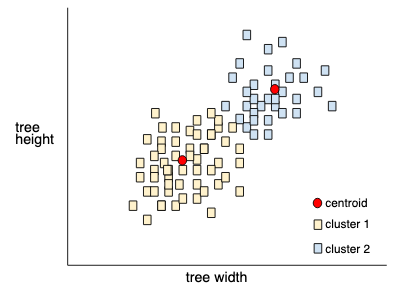 tree
height
centroid
cluster 1
cluster 2
tree width